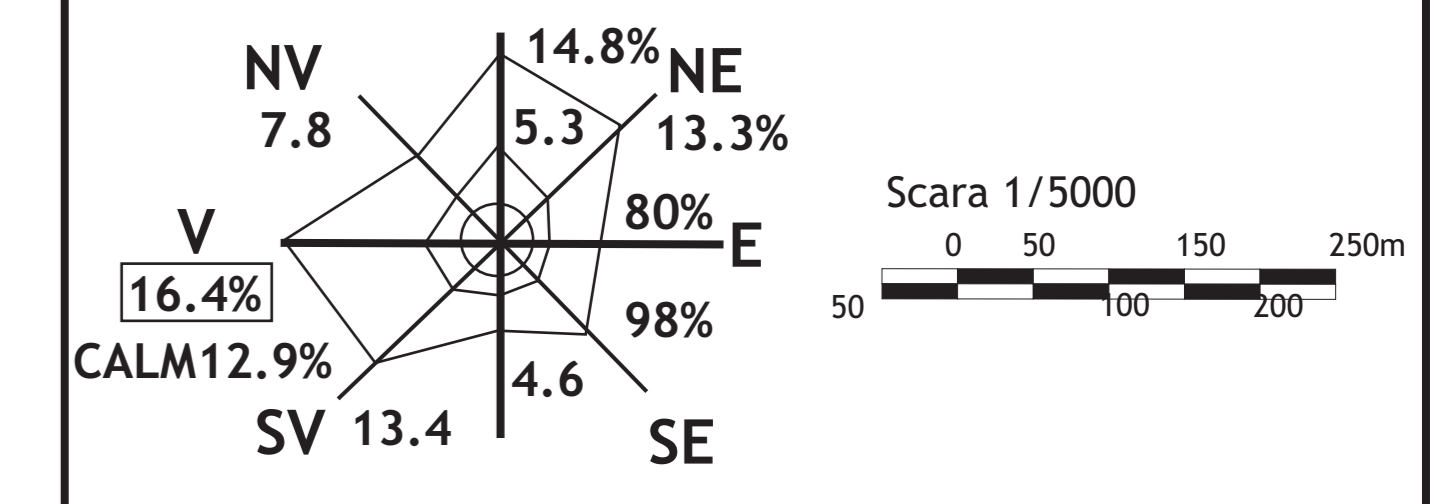 NV
14.8%
NE
7.8
5.3
13.3%
80%
V
E
16.4%
98%
CALM12.9%
4.6
SV
13.4
SE
Scara 1/5000
0 50 150 250m
50 100 200